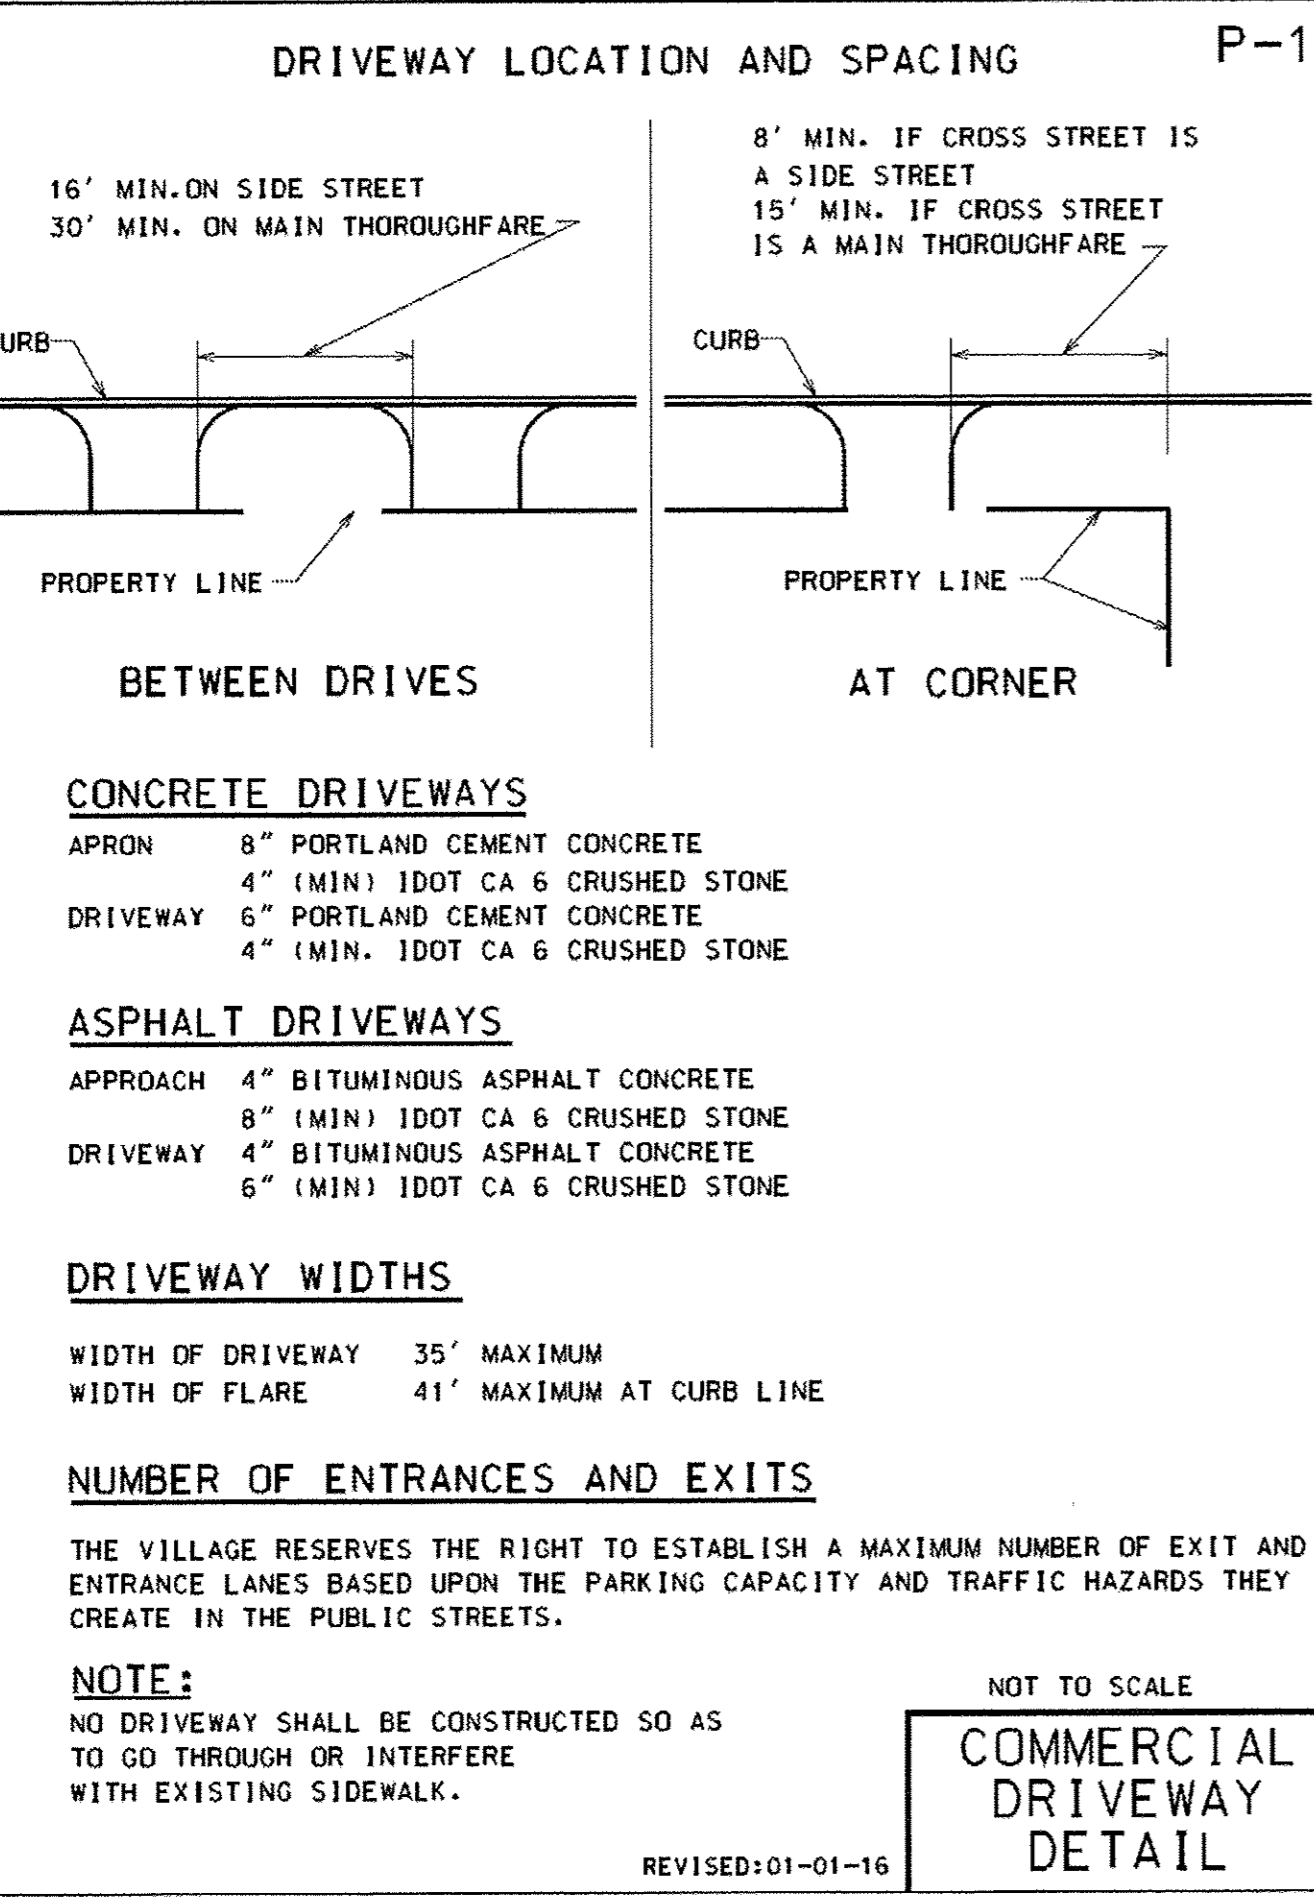 DRIVEWAY LOCATION AND SPACING
P-1
16' MIN.ON SIDE STREET
30' MIN. ON MAIN THOROUGHFARE
URB
PROPERTY LINE
BETWEEN DRIVES
8' MIN. IF CROSS STREET IS
A SIDE STREET
15' MIN. IF CROSS STREET
IS A MAIN THOROUGHFARE
CURB
PROPERTY LINE
AT CORNER
CONCRETE DRIVEWAYS
APRON 8" PORTLAND CEMENT CONCRETE
4" (MIN) IDOT CA 6 CRUSHED STONE
DRIVEWAY 6" PORTLAND CEMENT CONCRETE
4" (MIN. IDOT CA 6 CRUSHED STONE
ASPHALT DRIVEWAYS
APPROACH 4" BITUMINOUS ASPHALT CONCRETE
8" (MIN) IDOT CA 6 CRUSHED STONE
DRIVEWAY 4" BITUMINOUS ASPHALT CONCRETE
6" (MIN) IDOT CA 6 CRUSHED STONE
DRIVEWAY WIDTHS
WIDTH OF DRIVEWAY 35' MAXIMUM
WIDTH OF FLARE 41' MAXIMUM AT CURB LINE
NUMBER OF ENTRANCES AND EXITS
THE VILLAGE RESERVES THE RIGHT TO ESTABLISH A MAXIMUM NUMBER OF EXIT AND
ENTRANCE LANES BASED UPON THE PARKING CAPACITY AND TRAFFIC HAZARDS THEY
CREATE IN THE PUBLIC STREETS.
NOTE:
NO DRIVEWAY SHALL BE CONSTRUCTED SO AS
TO GO THROUGH OR INTERFERE
WITH EXISTING SIDEWALK.
REVISED:01-01-16
NOT TO SCALE
COMMERCIAL
DRIVEWAY
DETAIL